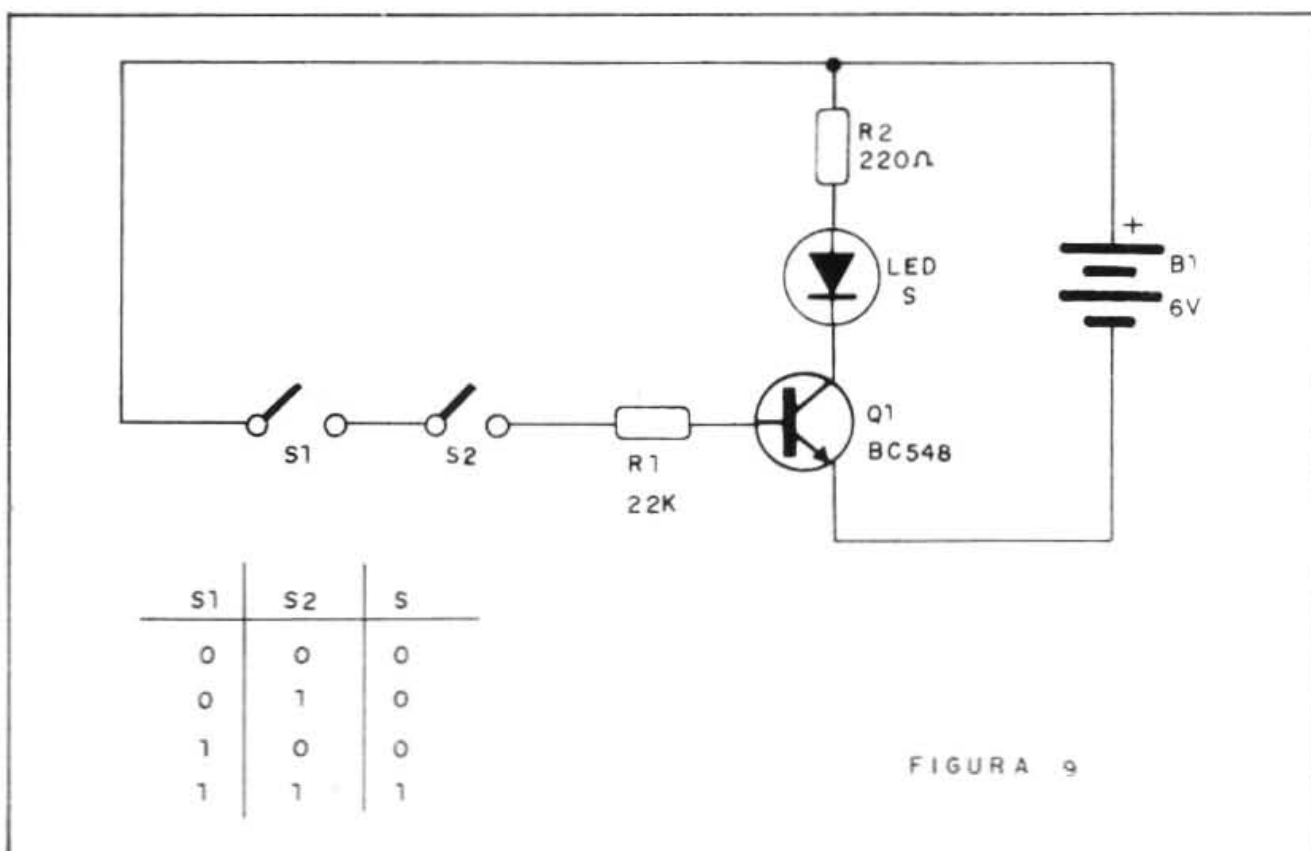 R2
220Ω
+
LED
S
B1
6V
S1
S2
R1
22K
Q1
BC548
S1 S2 S
0 0 0
0 1 0
1 0 0
1 1 1
FIGURA 9